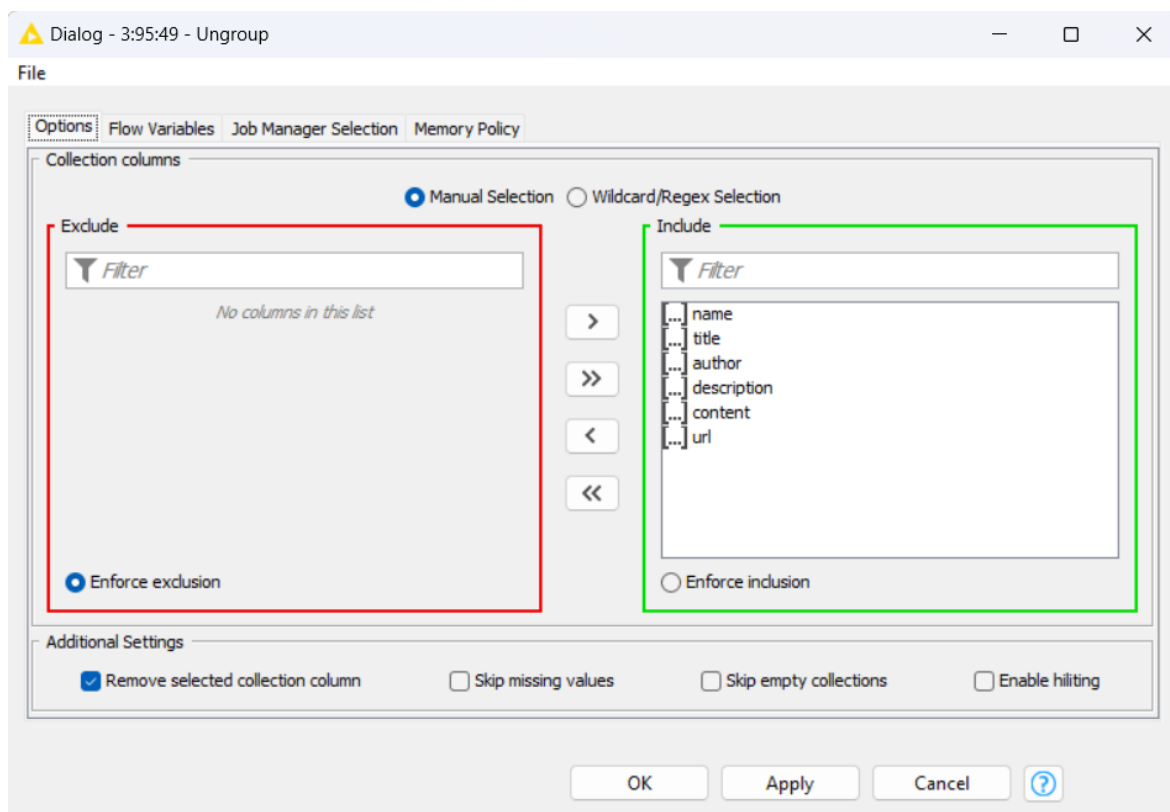 Dialog - 3:95:49 - Ungroup
File
Options Flow Variables Job Manager Selection Memory Policy
Collection columns
Manual Selection Wildcard/Regex Selection
Exclude Include
Filter Filter
No columns in this list
[...] name
[...] title
[...] author
[...] description
[...] content
[...] url
> 
>>
<
<<
Enforce exclusion Enforce inclusion
Additional Settings
Remove selected collection column Skip missing values Skip empty collections Enable hiliting
OK Apply Cancel ?